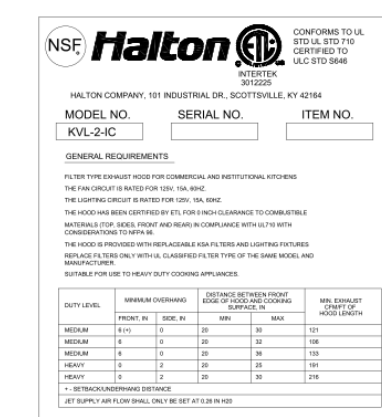 NSF
Halton
ETL
INTERTEK
3012225
CONFORMS TO UL
STD UL STD 710
CERTIFIED TO
ULC STD S646
HALTON COMPANY, 101 INDUSTRIAL DR., SCOTTSVILLE, KY 42164
MODEL NO. SERIAL NO. ITEM NO.
KVL-2-IC
GENERAL REQUIREMENTS
FILTER TYPE EXHAUST HOOD FOR COMMERCIAL AND INSTITUTIONAL KITCHENS
THE FAN CIRCUIT IS RATED FOR 125V, 15A, 60HZ.
THE LIGHTING CIRCUIT IS RATED FOR 125V, 15A, 60HZ.
THE HOOD HAS BEEN CERTIFIED BY ETL FOR 0 INCH CLEARANCE TO COMBUSTIBLE
MATERIALS (TOP, SIDES, FRONT AND REAR) IN COMPLIANCE WITH UL710 WITH
CONSIDERATIONS TO NFPA 96.
THE HOOD IS PROVIDED WITH REPLACEABLE KSA FILTERS AND LIGHTING FIXTURES
REPLACE FILTERS ONLY WITH UL CLASSIFIED FILTER TYPE OF THE SAME MODEL AND
MANUFACTURER.
SUITABLE FOR USE TO HEAVY DUTY COOKING APPLIANCES.
DUTY LEVEL
MINIMUM OVERHANG
FRONT, IN SIDE, IN
DISTANCE BETWEEN FRONT
EDGE OF HOOD AND COOKING
SURFACE, IN
MIN MAX
MIN. EXHAUST
CFM/FT OF
HOOD LENGTH
MEDIUM 6 (+) 0 20 30 121
MEDIUM 6 0 20 32 106
MEDIUM 6 0 20 36 133
HEAVY 0 2 20 25 191
HEAVY 0 2 20 30 216
+ - SETBACK/UNDERHANG DISTANCE
JET SUPPLY AIR FLOW SHALL ONLY BE SET AT 0.26 IN H20